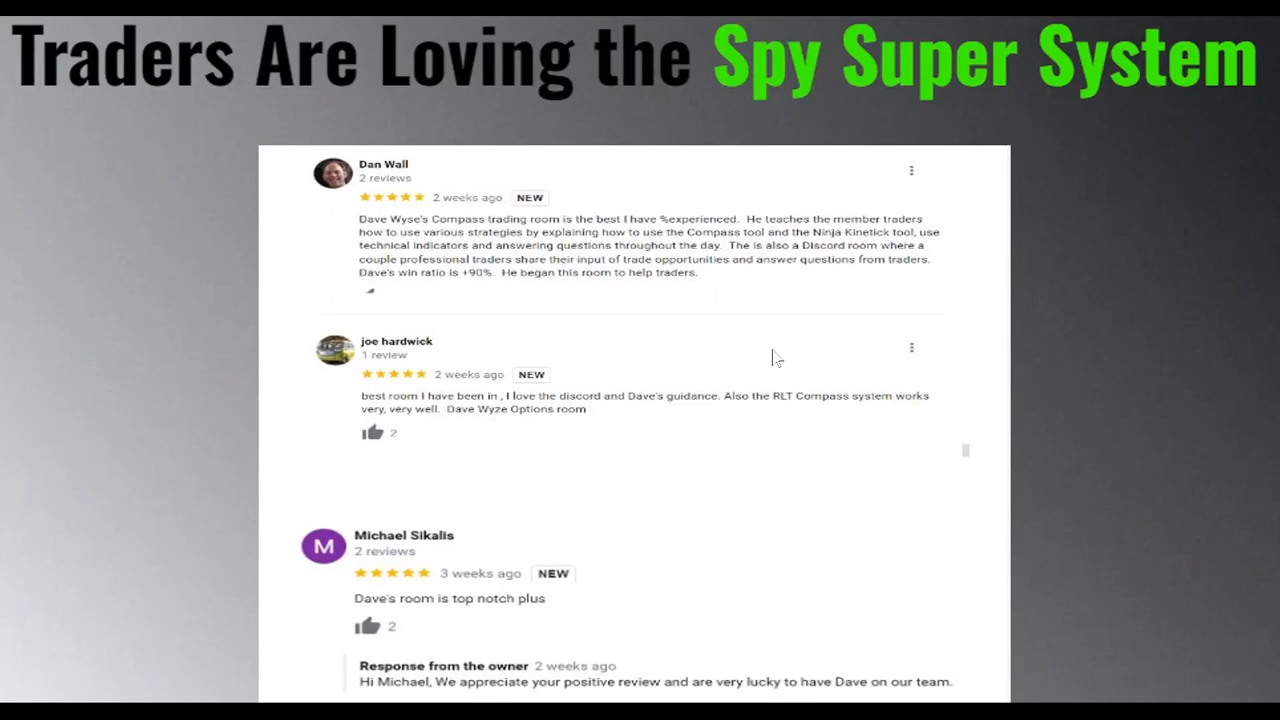 Traders Are Loving the Spy Super System
Dan Wall
2 reviews
2 weeks ago NEW
Dave Wyse's Compass trading room is the best I have %experienced. He teaches the member traders
how to use various strategies by explaining how to use the Compass tool and the Ninja Kinetick tool, use
technical indicators and answering questions throughout the day. The is also a Discord room where a
couple professional traders share their input of trade opportunities and answer questions from traders.
Dave's win ratio is +90%. He began this room to help traders.
joe hardwick
1 review
2 weeks ago NEW
best room I have been in , I love the discord and Dave's guidance. Also the RLT Compass system works
very, very well. Dave Wyze Options room
2
M
Michael Sikalis
2 reviews
3 weeks ago NEW
Dave's room is top notch plus
2
Response from the owner 2 weeks ago
Hi Michael, We appreciate your positive review and are very lucky to have Dave on our team.